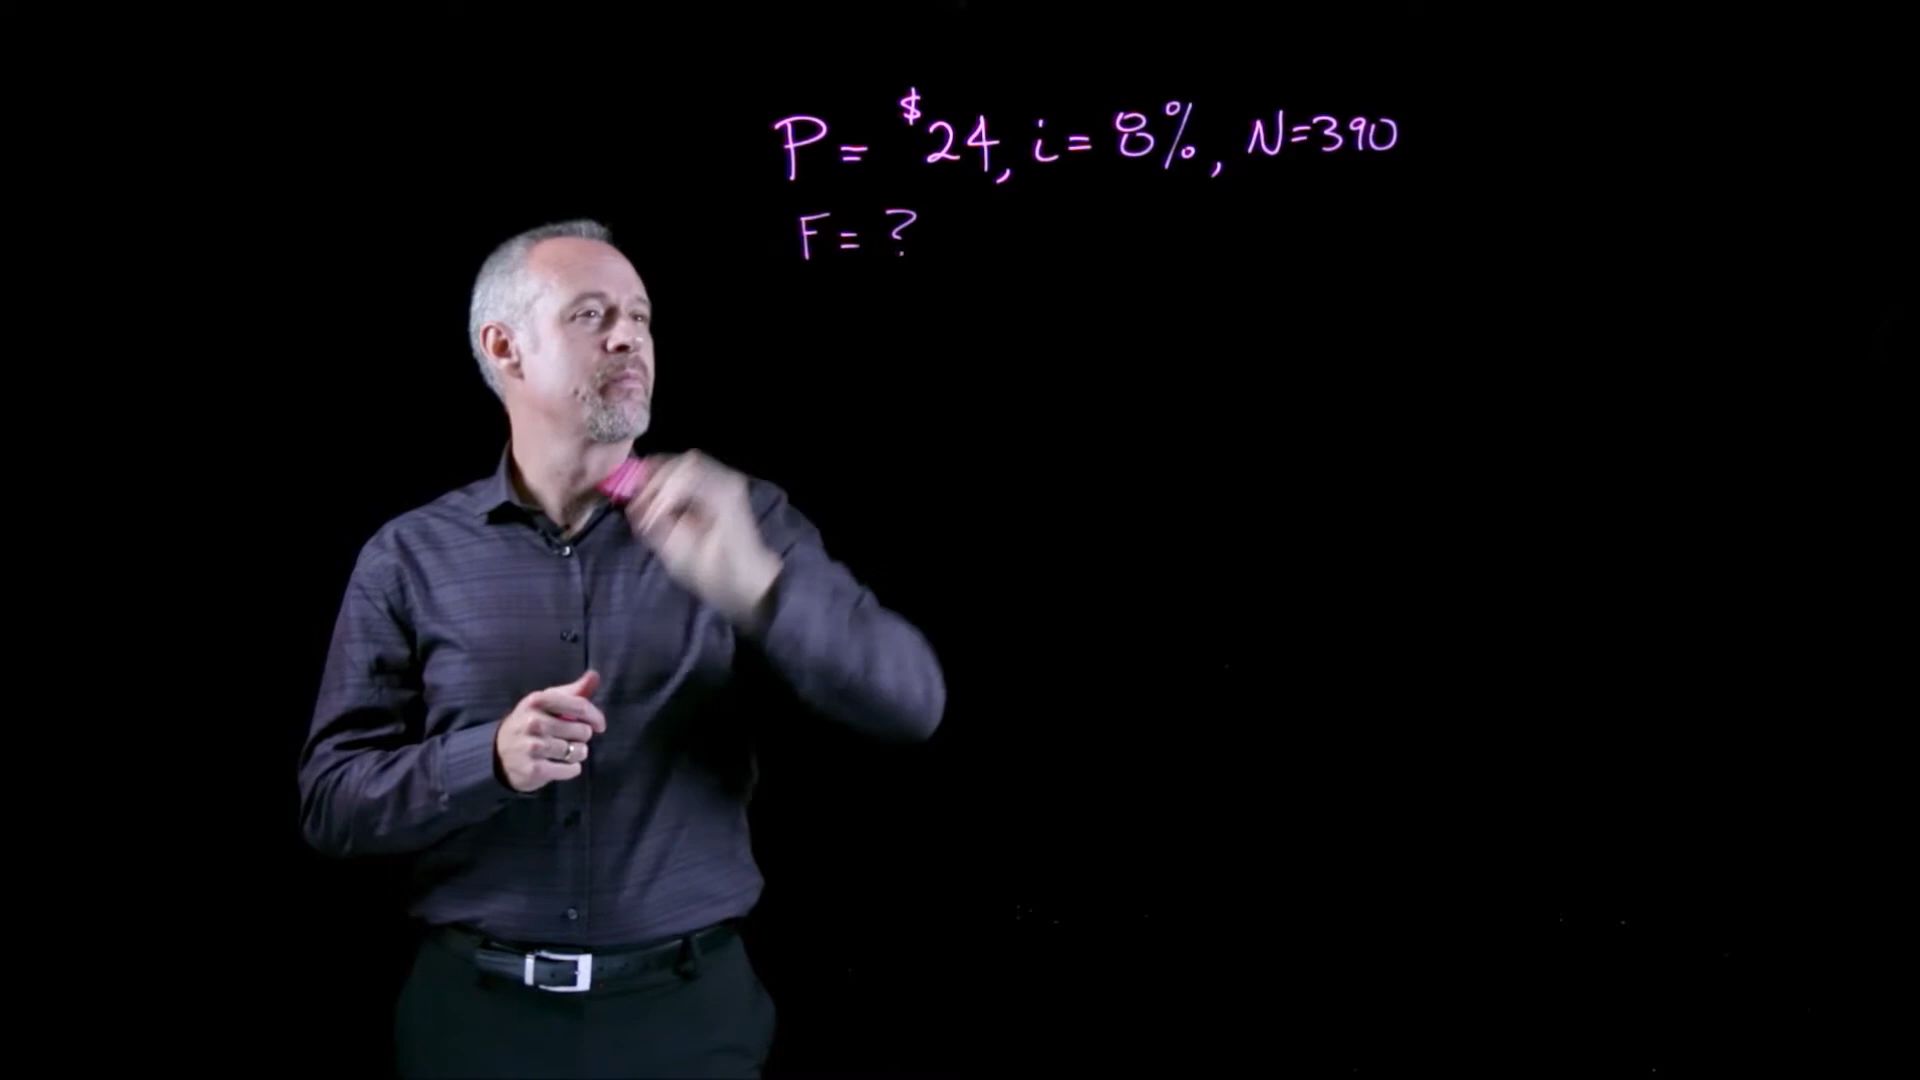 P = $24, i = 8%, N=390
F = ?